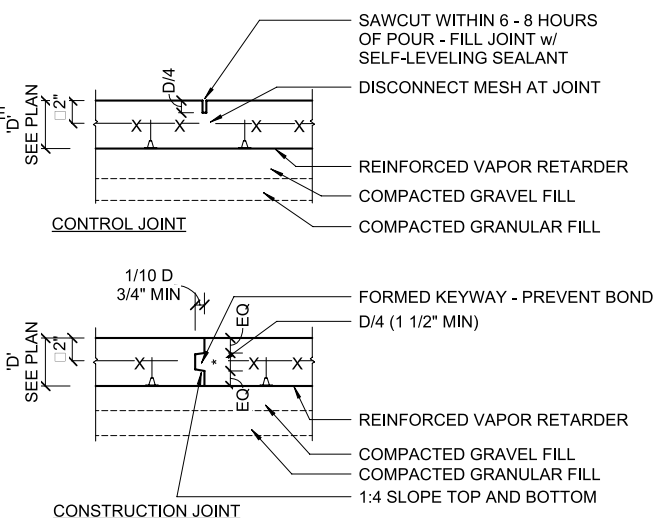 SAWCUT WITHIN 6 - 8 HOURS
OF POUR - FILL JOINT w/
SELF-LEVELING SEALANT
D/4
DISCONNECT MESH AT JOINT
'D'
SEE PLAN
□2"
X X X X
REINFORCED VAPOR RETARDER
COMPACTED GRAVEL FILL
COMPACTED GRANULAR FILL
CONTROL JOINT
1/10 D
3/4" MIN
FORMED KEYWAY - PREVENT BOND
D/4 (1 1/2" MIN)
EQ
'D'
SEE PLAN
□2"
X * X X
EQ
REINFORCED VAPOR RETARDER
COMPACTED GRAVEL FILL
COMPACTED GRANULAR FILL
1:4 SLOPE TOP AND BOTTOM
CONSTRUCTION JOINT